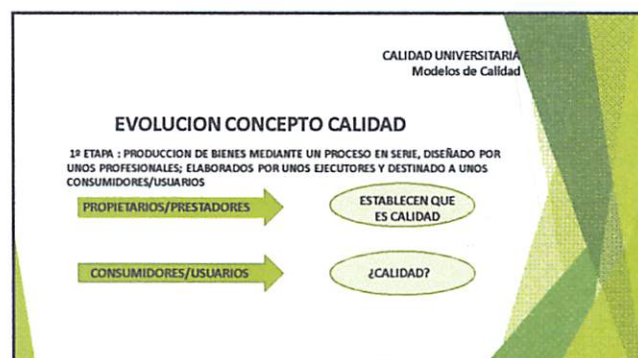 CALIDAD UNIVERSITARIA
Modelos de Calidad
EVOLUCION CONCEPTO CALIDAD
1º ETAPA : PRODUCCION DE BIENES MEDIANTE UN PROCESO EN SERIE, DISEÑADO POR
UNOS PROFESIONALES; ELABORADOS POR UNOS EJECUTORES Y DESTINADO A UNOS
CONSUMIDORES/USUARIOS
PROPIETARIOS/PRESTADORES
ESTABLECEN QUE
ES CALIDAD
CONSUMIDORES/USUARIOS
¿CALIDAD?